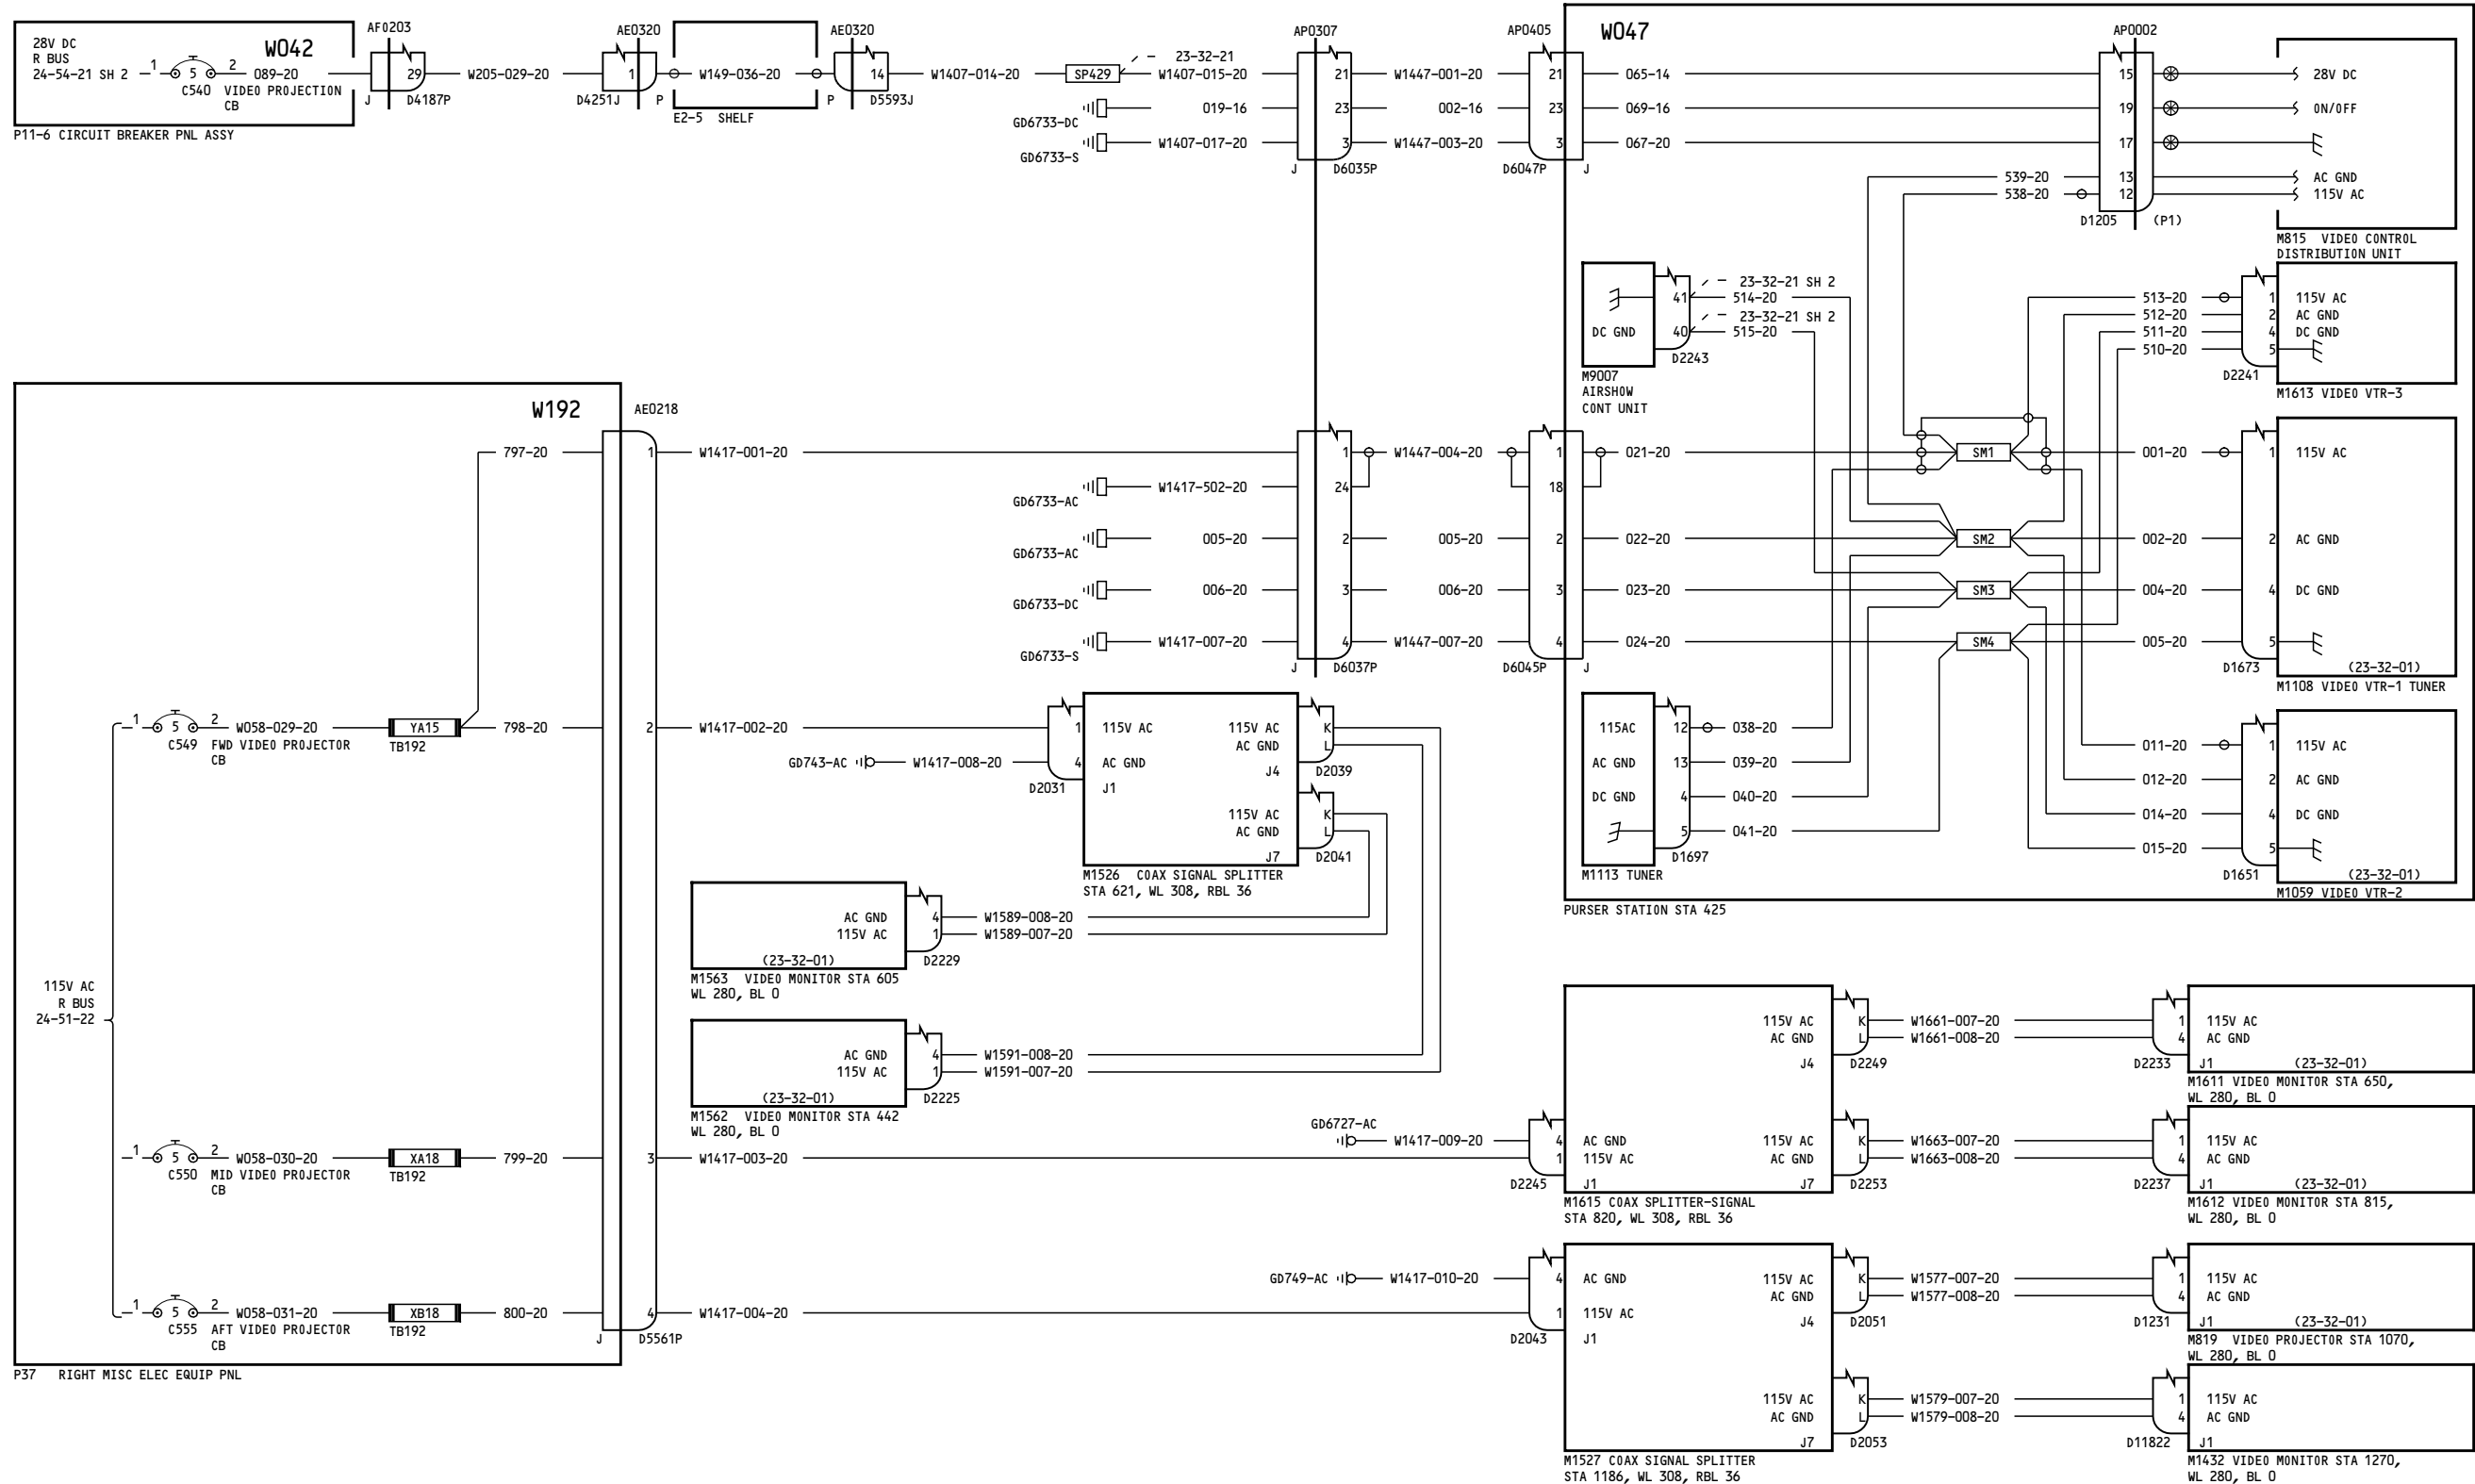 28V DC
R BUS
24-54-21 SH 2
1
5
2
C540
089-20
VIDEO PROJECTION
CB
W042
P11-6 CIRCUIT BREAKER PNL ASSY
AF0203
29
J
D4187P
W205-029-20
AE0320
1
D4251J
P
W149-036-20
E2-5 SHELF
AE0320
14
P
D5593J
W1407-014-20
SP429
23-32-21
W1407-015-20
GD6733-DC
019-16
GD6733-S
W1407-017-20
AP0307
21
23
3
J
D6035P
W1447-001-20
002-16
W1447-003-20
AP0405
21
23
3
D6047P
J
W047
065-14
069-16
067-20
539-20
538-20
AP0002
15
19
17
13
12
D1205
(P1)
28V DC
ON/OFF
AC GND
115V AC
M815 VIDEO CONTROL
DISTRIBUTION UNIT
DC GND
41
40
D2243
23-32-21 SH 2
514-20
23-32-21 SH 2
515-20
M9007
AIRSHOW
CONT UNIT
513-20
512-20
511-20
510-20
1
2
4
5
D2241
115V AC
AC GND
DC GND
M1613 VIDEO VTR-3
W192
AE0218
797-20
1
W1417-001-20
GD6733-AC
W1417-502-20
GD6733-AC
005-20
GD6733-DC
006-20
GD6733-S
W1417-007-20
1
24
2
3
4
J
D6037P
W1447-004-20
005-20
006-20
W1447-007-20
1
18
2
3
4
D6045P
J
021-20
022-20
023-20
024-20
SM1
SM2
SM3
SM4
001-20
002-20
004-20
005-20
1
2
4
5
D1673
115V AC
AC GND
DC GND
(23-32-01)
M1108 VIDEO VTR-1 TUNER
115AC
AC GND
DC GND
12
13
4
5
D1697
038-20
039-20
040-20
041-20
M1113 TUNER
011-20
012-20
014-20
015-20
1
2
4
5
D1651
115V AC
AC GND
DC GND
(23-32-01)
M1059 VIDEO VTR-2
PURSER STATION STA 425
1
5
2
C549
W058-029-20
FWD VIDEO PROJECTOR
CB
YA15
TB192
798-20
2
W1417-002-20
GD743-AC
W1417-008-20
1
4
D2031
115V AC
AC GND
J1
115V AC
AC GND
J4
K
L
D2039
115V AC
AC GND
J7
K
L
D2041
M1526 COAX SIGNAL SPLITTER
STA 621, WL 308, RBL 36
AC GND
115V AC
(23-32-01)
4
1
D2229
W1589-008-20
W1589-007-20
M1563 VIDEO MONITOR STA 605
WL 280, BL 0
AC GND
115V AC
(23-32-01)
4
1
D2225
W1591-008-20
W1591-007-20
M1562 VIDEO MONITOR STA 442
WL 280, BL 0
115V AC
R BUS
24-51-22
1
5
2
C550
W058-030-20
MID VIDEO PROJECTOR
CB
XA18
TB192
799-20
3
W1417-003-20
GD6727-AC
W1417-009-20
4
1
D2245
AC GND
115V AC
J1
115V AC
AC GND
J4
K
L
D2249
W1661-007-20
W1661-008-20
1
4
D2233
115V AC
AC GND
J1
(23-32-01)
M1611 VIDEO MONITOR STA 650,
WL 280, BL 0
115V AC
AC GND
J7
K
L
D2253
W1663-007-20
W1663-008-20
1
4
D2237
115V AC
AC GND
J1
(23-32-01)
M1612 VIDEO MONITOR STA 815,
WL 280, BL 0
M1615 COAX SPLITTER-SIGNAL
STA 820, WL 308, RBL 36
1
5
2
C555
W058-031-20
AFT VIDEO PROJECTOR
CB
XB18
TB192
800-20
4
J
D5561P
W1417-004-20
P37 RIGHT MISC ELEC EQUIP PNL
GD749-AC
W1417-010-20
4
1
D2043
AC GND
115V AC
J1
115V AC
AC GND
J4
K
L
D2051
W1577-007-20
W1577-008-20
1
4
D1231
115V AC
AC GND
J1
(23-32-01)
M819 VIDEO PROJECTOR STA 1070,
WL 280, BL 0
115V AC
AC GND
J7
K
L
D2053
W1579-007-20
W1579-008-20
1
4
D11822
115V AC
AC GND
J1
M1432 VIDEO MONITOR STA 1270,
WL 280, BL 0
M1527 COAX SIGNAL SPLITTER
STA 1186, WL 308, RBL 36